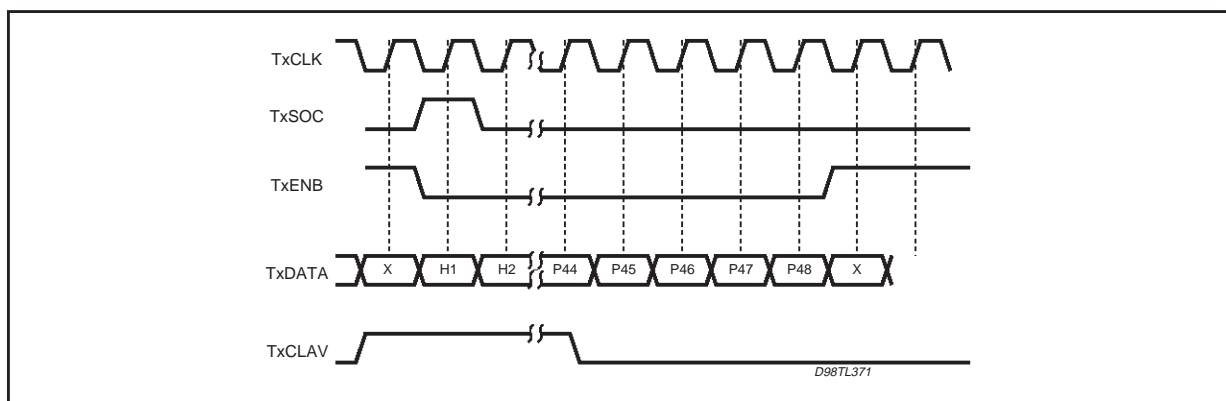 TxCLK
TxSOC
TxENB
TxDATA X H1 H2 P44 P45 P46 P47 P48 X
TxCLAV
D98TL371